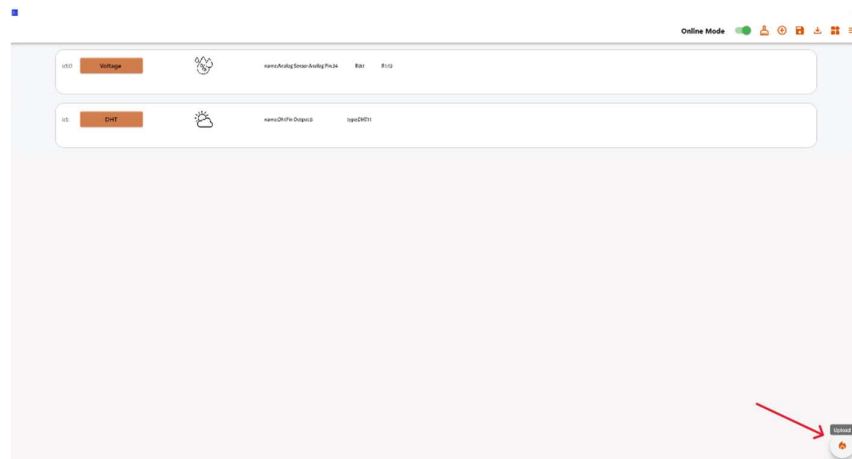 Online Mode
Voltage
name:Analog Sensor Analog Pin:34
DHT
type:DHT11
Upload